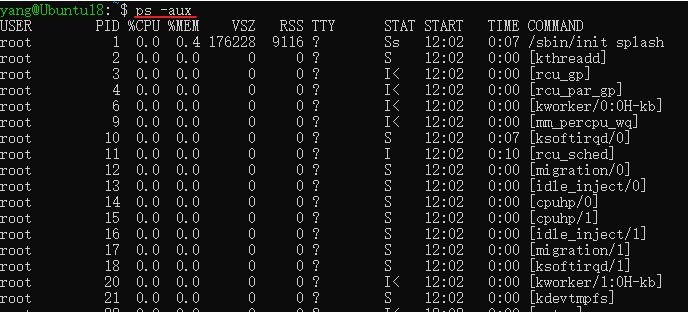 yang@Ubuntu18:~$ ps -aux
USER PID %CPU %MEM VSZ RSS TTY STAT START TIME COMMAND
root 1 0.0 0.4 176228 9116 ? Ss 12:02 0:07 /sbin/init splash
root 2 0.0 0.0 0 0 ? S 12:02 0:00 [kthreadd]
root 3 0.0 0.0 0 0 ? I< 12:02 0:00 [rcu_gp]
root 4 0.0 0.0 0 0 ? I< 12:02 0:00 [rcu_par_gp]
root 6 0.0 0.0 0 0 ? I< 12:02 0:00 [kworker/0:0H-kb]
root 9 0.0 0.0 0 0 ? I< 12:02 0:00 [mm_percpu_wq]
root 10 0.0 0.0 0 0 ? S 12:02 0:07 [ksoftirqd/0]
root 11 0.0 0.0 0 0 ? I 12:02 0:10 [rcu_sched]
root 12 0.0 0.0 0 0 ? S 12:02 0:00 [migration/0]
root 13 0.0 0.0 0 0 ? S 12:02 0:00 [idle_inject/0]
root 14 0.0 0.0 0 0 ? S 12:02 0:00 [cpuhp/0]
root 15 0.0 0.0 0 0 ? S 12:02 0:00 [cpuhp/1]
root 16 0.0 0.0 0 0 ? S 12:02 0:00 [idle_inject/1]
root 17 0.0 0.0 0 0 ? S 12:02 0:00 [migration/1]
root 18 0.0 0.0 0 0 ? S 12:02 0:00 [ksoftirqd/1]
root 20 0.0 0.0 0 0 ? I< 12:02 0:00 [kworker/1:0H-kb]
root 21 0.0 0.0 0 0 ? S 12:02 0:00 [kdevtmpfs]